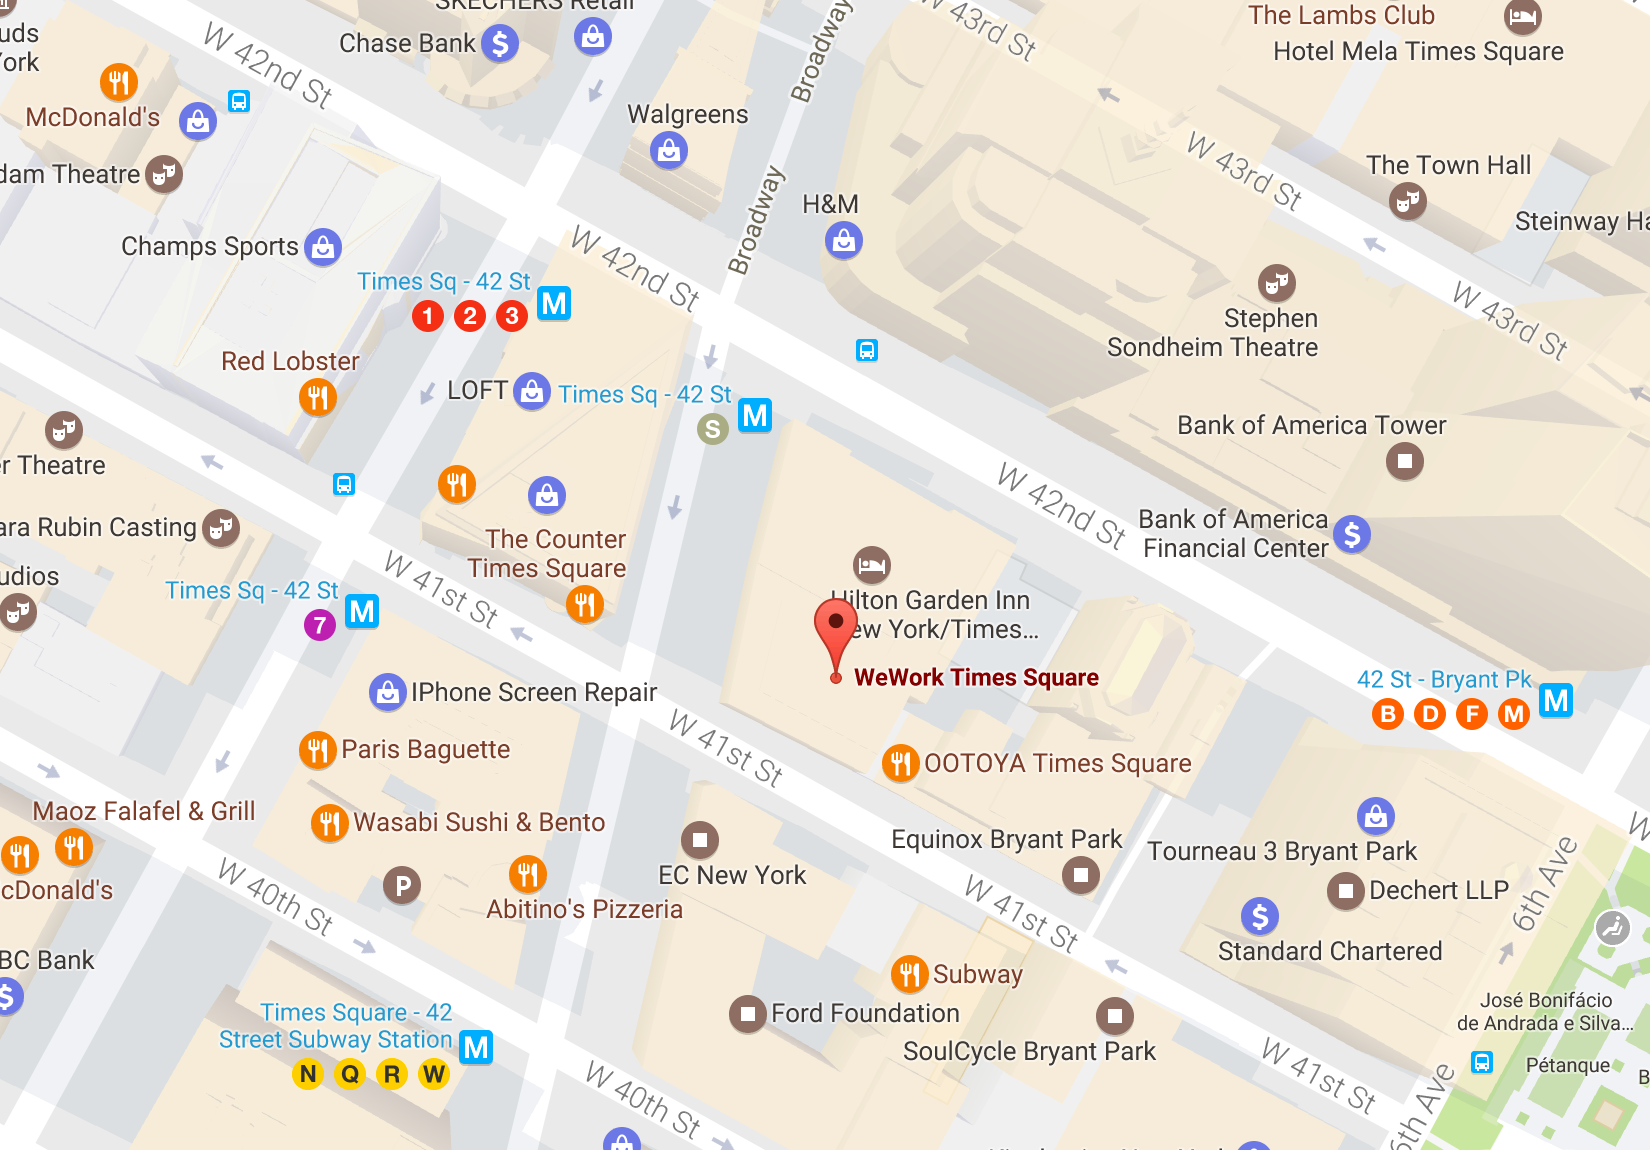 SKECHERS Retail
Chase Bank
Broadway
W 43rd St
The Lambs Club
Hotel Mela Times Square
W 42nd St
McDonald's
Walgreens
W 43rd St
The Town Hall
dam Theatre
H&M
Broadway
Steinway Ha
Champs Sports
W 42nd St
Times Sq - 42 St
1 2 3
M
Stephen
Sondheim Theatre
W 43rd St
Red Lobster
LOFT
Times Sq - 42 St
S
M
Bank of America Tower
er Theatre
W 42nd St
Bank of America
Financial Center
ara Rubin Casting
The Counter
Times Square
udios
Times Sq - 42 St
7
M
W 41st St
Hilton Garden Inn
ew York/Times...
WeWork Times Square
42 St - Bryant Pk
B D F M
M
IPhone Screen Repair
W 41st St
Paris Baguette
OOTOYA Times Square
Maoz Falafel & Grill
Wasabi Sushi & Bento
Equinox Bryant Park
Tourneau 3 Bryant Park
cDonald's
W 40th St
P
EC New York
Abitino's Pizzeria
W 41st St
Dechert LLP
6th Ave
Standard Chartered
BC Bank
Subway
Times Square - 42
Street Subway Station
N Q R W
M
Ford Foundation
SoulCycle Bryant Park
José Bonifácio
de Andrada e Silva...
Pétanque
W 40th St
W 41st St
6th Ave